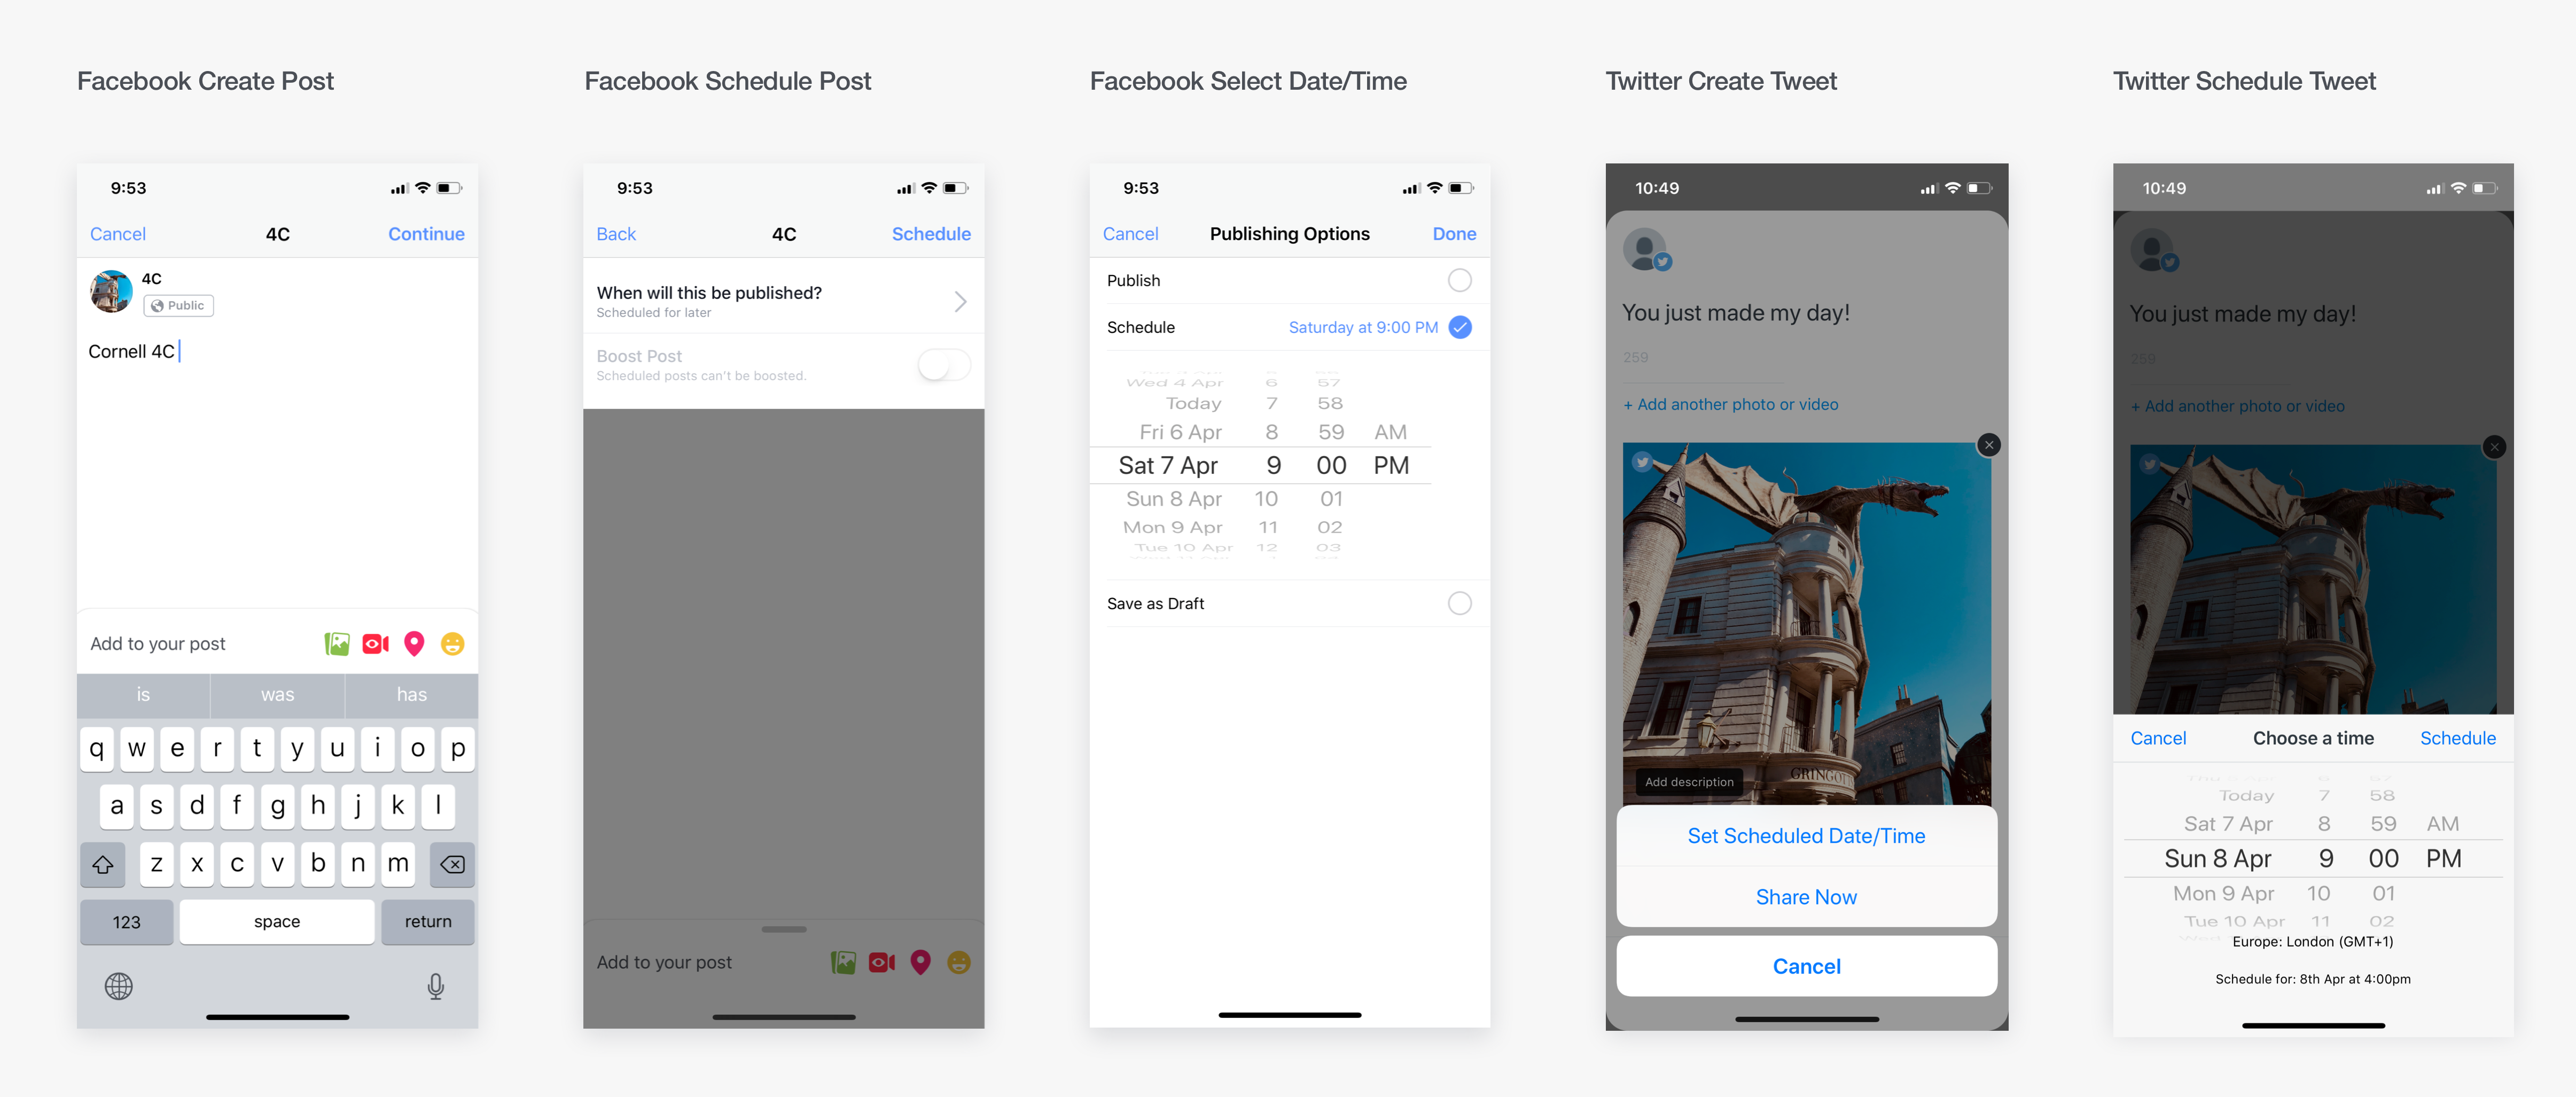 Facebook Create Post
9:53
Cancel 4C Continue
4C
Public
Cornell 4C
Add to your post
is was has
q w e r t y u i o p
a s d f g h j k l
z x c v b n m
123 space return
Facebook Schedule Post
9:53
Back 4C Schedule
When will this be published?
Scheduled for later
Boost Post
Scheduled posts can't be boosted.
Add to your post
Facebook Select Date/Time
9:53
Cancel Publishing Options Done
Publish
Schedule Saturday at 9:00 PM
Wed 4 Apr 6 57
Today 7 58
Fri 6 Apr 8 59 AM
Sat 7 Apr 9 00 PM
Sun 8 Apr 10 01
Mon 9 Apr 11 02
Tue 10 Apr 12 03
Save as Draft
Twitter Create Tweet
10:49
You just made my day!
259
+ Add another photo or video
Add description
Set Scheduled Date/Time
Share Now
Cancel
Twitter Schedule Tweet
10:49
You just made my day!
259
+ Add another photo or video
Cancel Choose a time Schedule
Today 7 58
Sat 7 Apr 8 59 AM
Sun 8 Apr 9 00 PM
Mon 9 Apr 10 01
Tue 10 Apr 11 02
Europe: London (GMT+1)
Schedule for: 8th Apr at 4:00pm